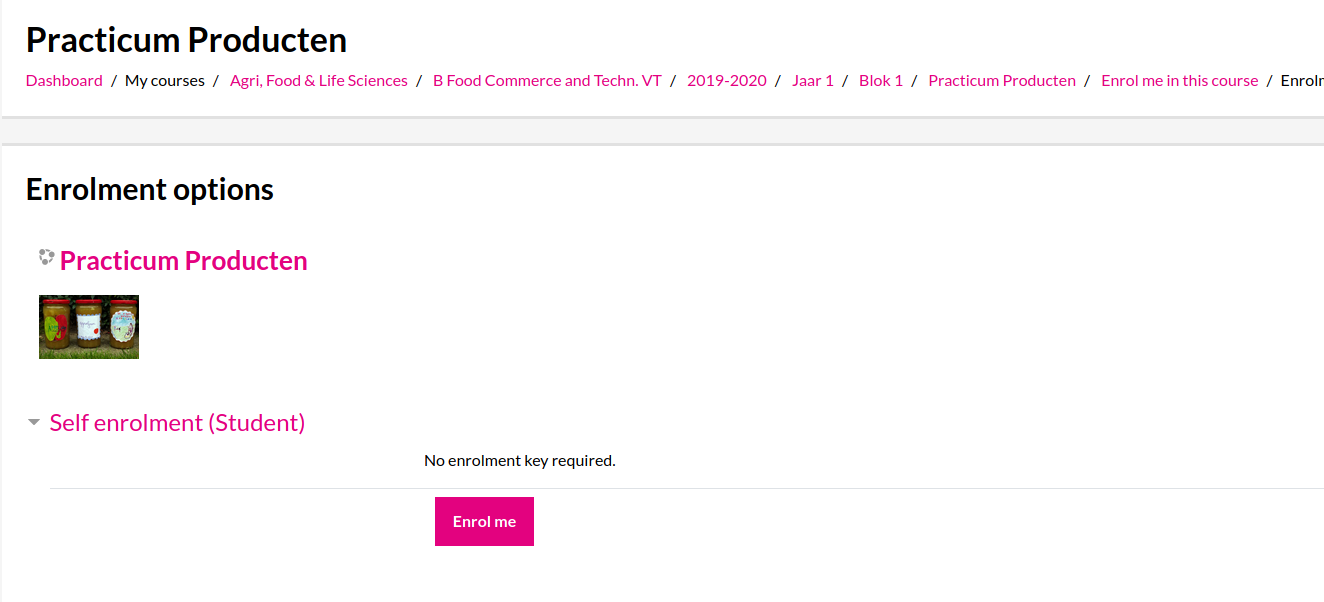 Practicum Producten
Dashboard / My courses / Agri, Food & Life Sciences / B Food Commerce and Techn. VT / 2019-2020 / Jaar 1 / Blok 1 / Practicum Producten / Enrol me in this course /
Enrolment options
Practicum Producten
Self enrolment (Student)
No enrolment key required.
Enrol me